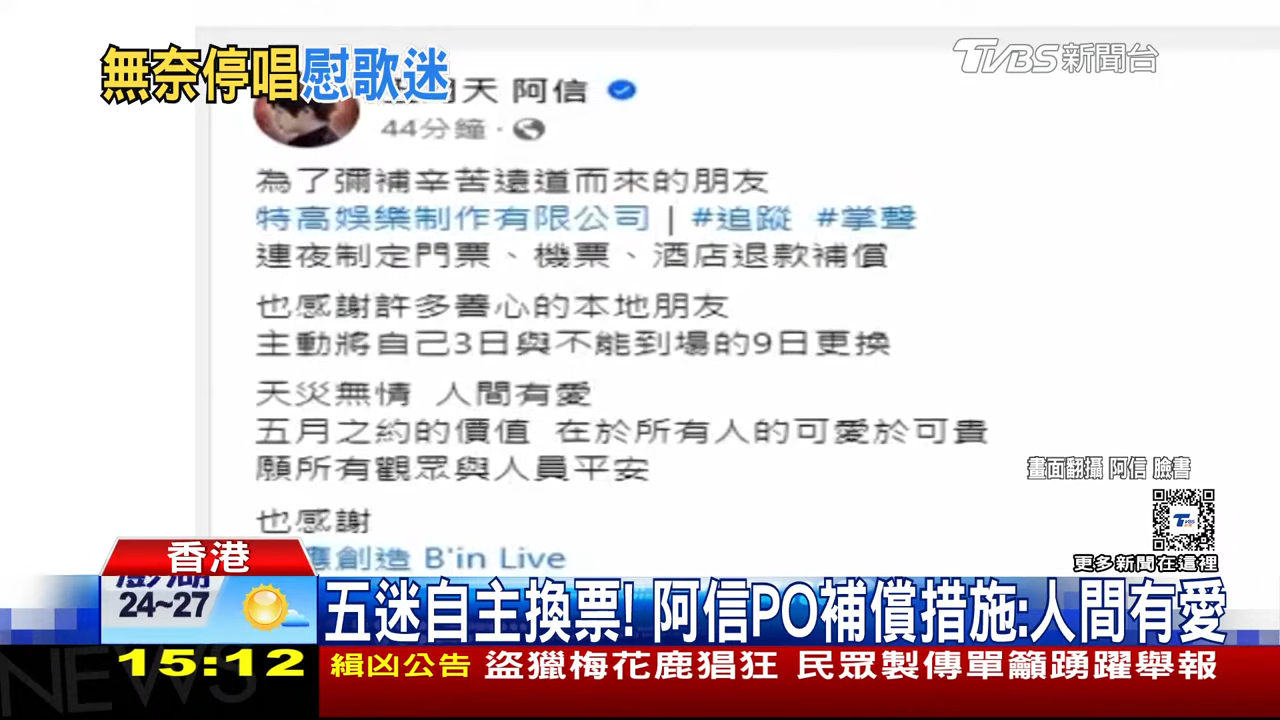 無奈停唱慰歌迷
TVBS新聞台
天 阿信
44分鐘
為了彌補辛苦遠道而來的朋友
特高娛樂制作有限公司 | #追蹤 #掌聲
連夜制定門票、機票、酒店退款補償
也感謝許多善心的本地朋友
主動將自己3日與不能到場的9日更換
天災無情 人間有愛
五月之約的價值 在於所有人的可愛於可貴
願所有觀眾與人員平安
也感謝
創造 B'in Live
畫面翻攝 阿信 臉書
TVBS
更多新聞在這裡
香港
24~27
五迷自主換票! 阿信PO補償措施:人間有愛
15:12
緝凶公告 盜獵梅花鹿猖狂 民眾製傳單籲踴躍舉報
NEWS